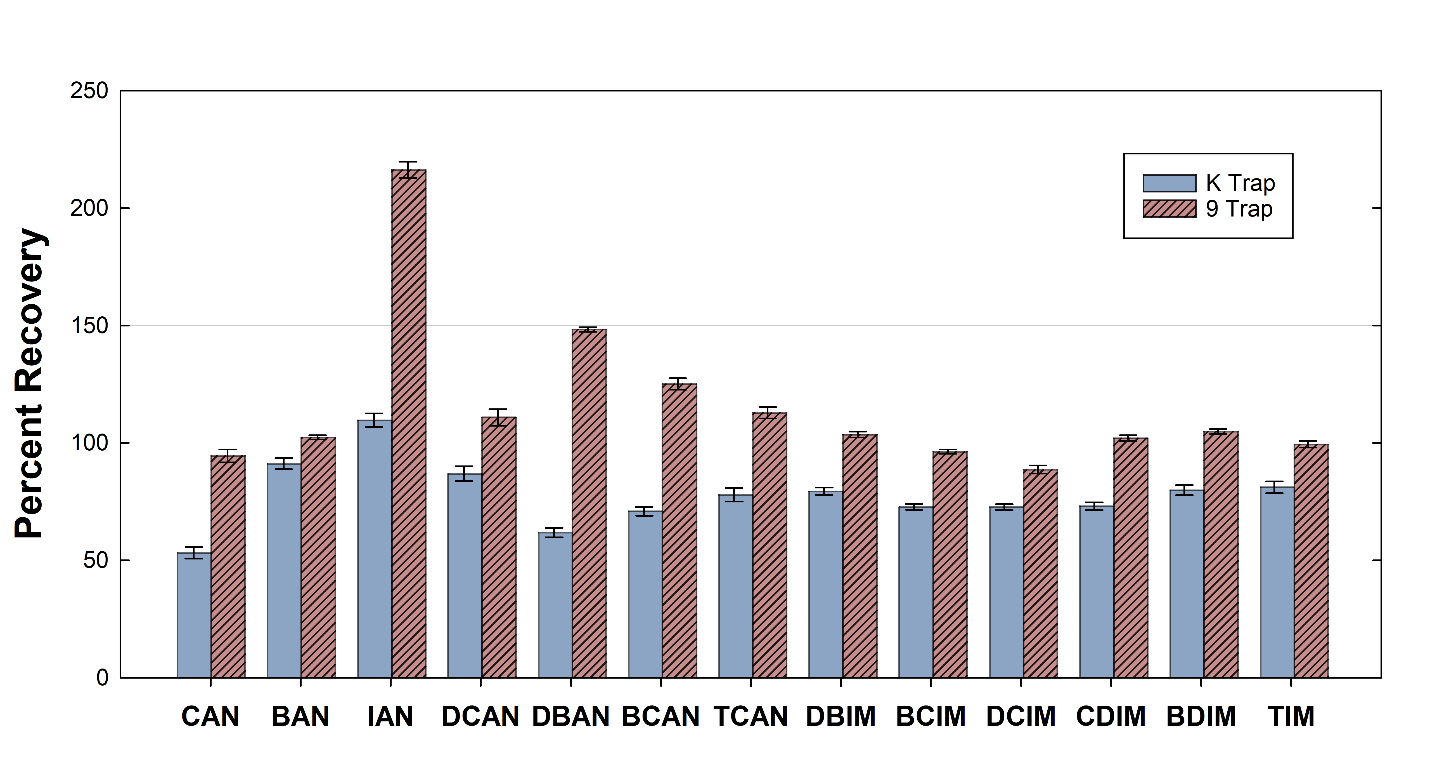 250
200
150
100
50
0
Percent Recovery
K Trap
9 Trap
CAN BAN IAN DCAN DBAN BCAN TCAN DBIM BCIM DCIM CDIM BDIM TIM